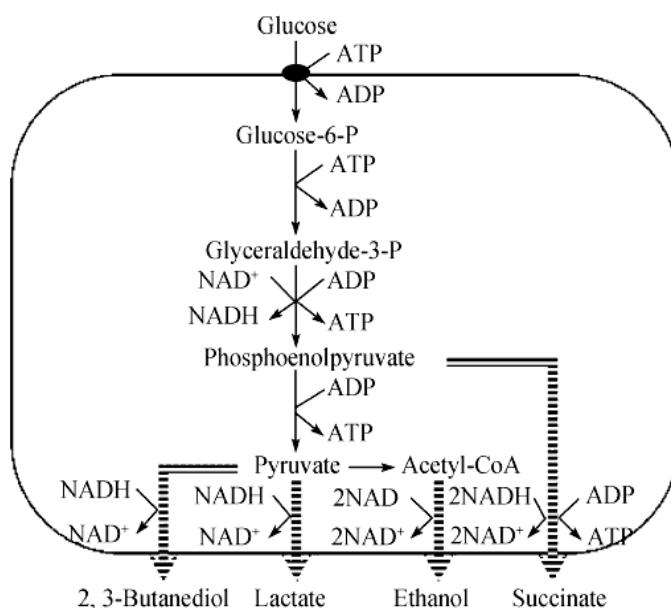 Glucose
ATP
ADP
Glucose-6-P
ATP
ADP
Glyceraldehyde-3-P
NAD⁺ ADP
NADH ATP
Phosphoenolpyruvate
ADP
ATP
Pyruvate Acetyl-CoA
NADH NADH 2NAD 2NADH ADP
NAD⁺ NAD⁺ 2NAD⁺ 2NAD⁺ ATP
2, 3-Butanediol Lactate Ethanol Succinate